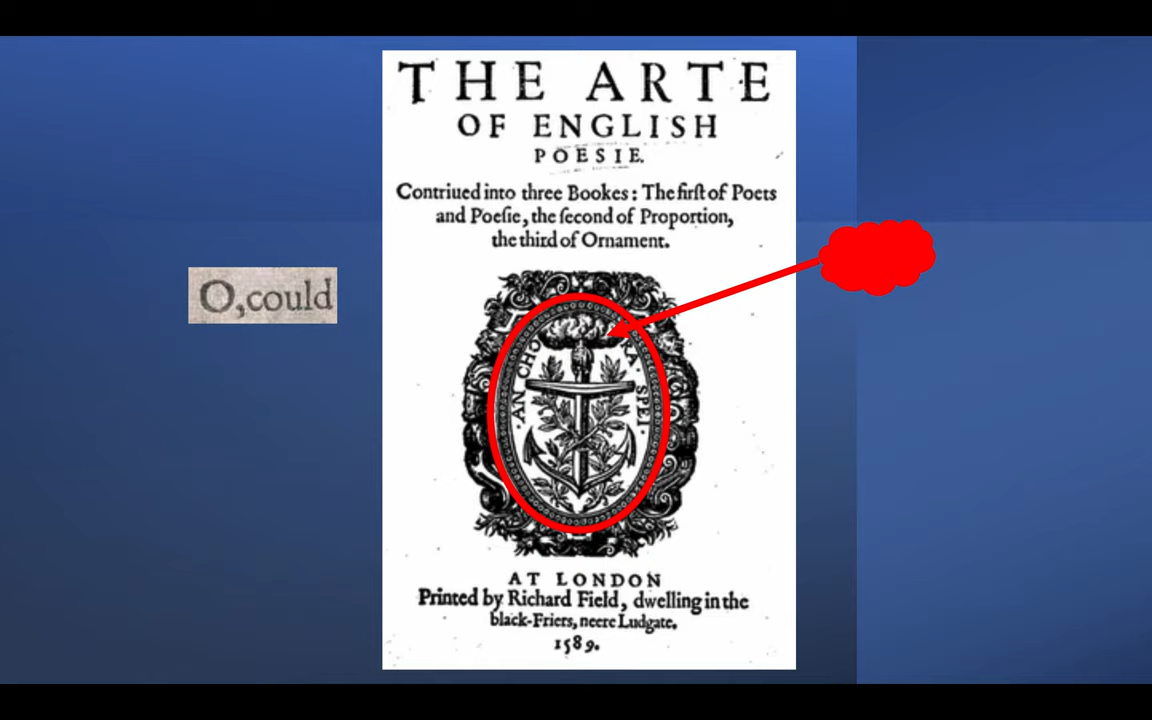 THE ARTE
OF ENGLISH
POESIE.
Contriued into three Bookes: The first of Poets
and Poesie, the second of Proportion,
the third of Ornament.
O,could
·ANCHORA·SPEI·
AT LONDON
Printed by Richard Field, dwelling in the
black-Friers, neere Ludgate.
1589.